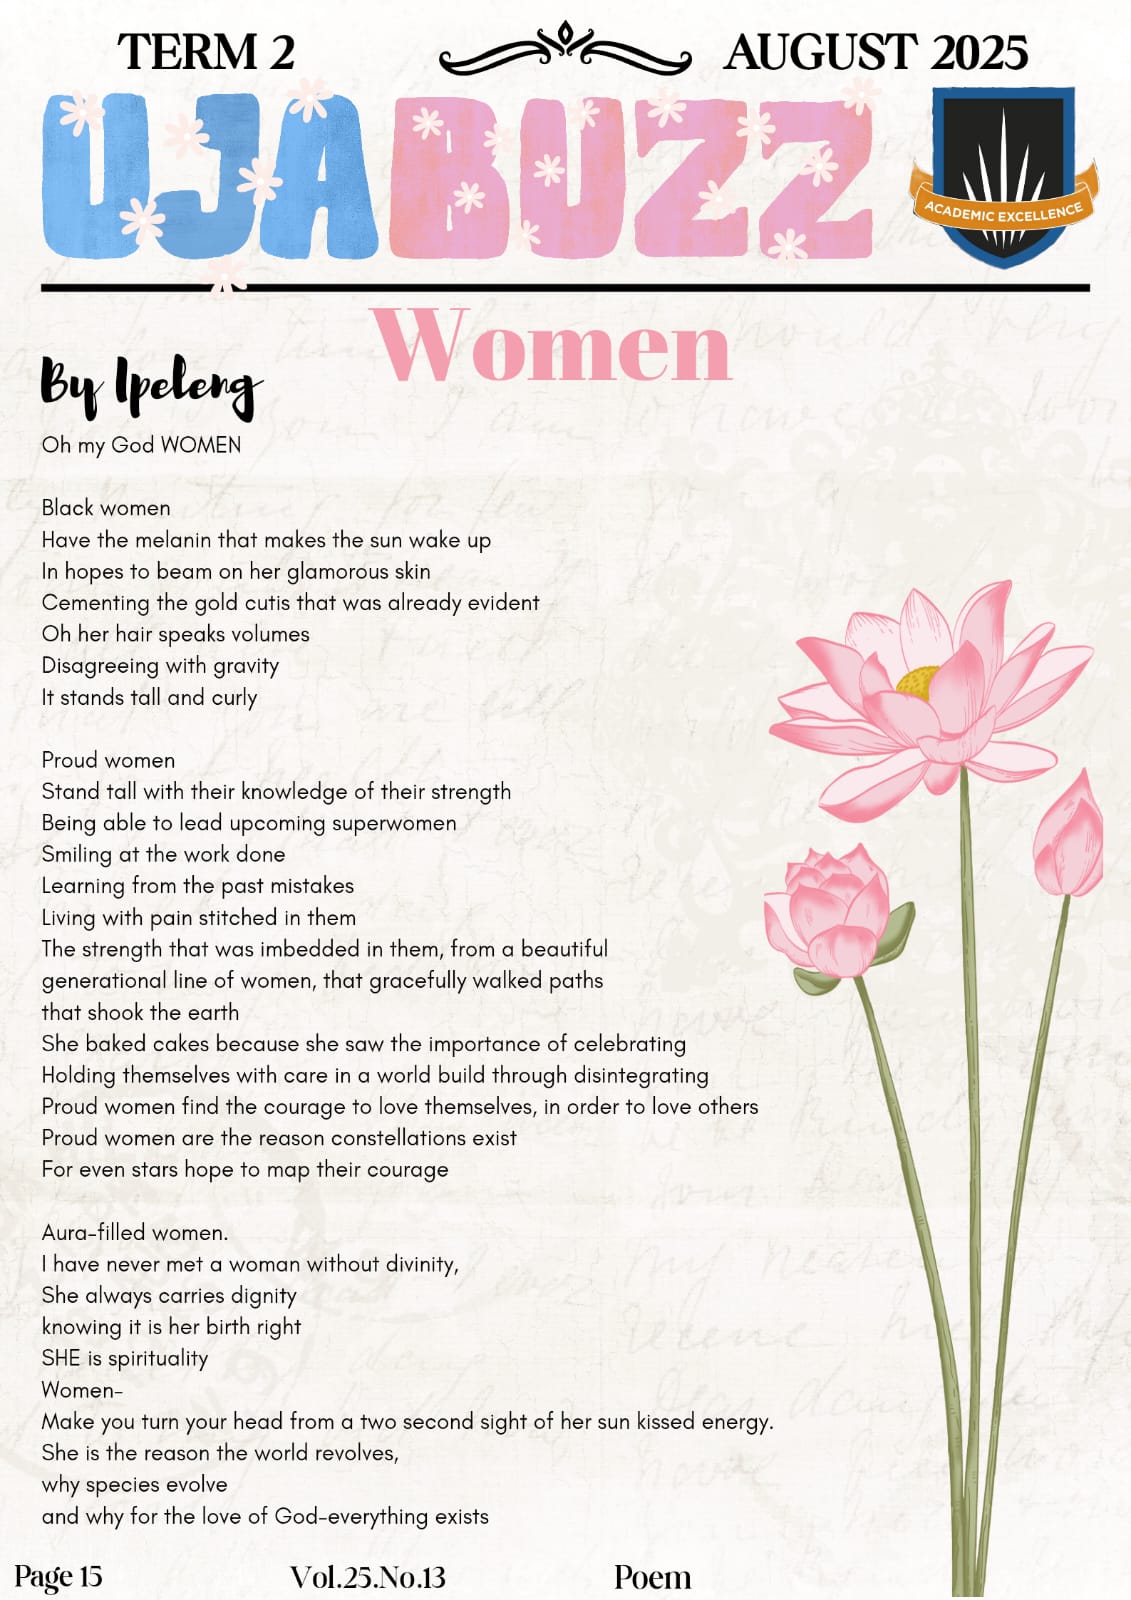 TERM 2
AUGUST 2025
UJABUZZ
ACADEMIC EXCELLENCE
Women
By Ipeleng
Oh my God WOMEN
Black women
Have the melanin that makes the sun wake up
In hopes to beam on her glamorous skin
Cementing the gold cutis that was already evident
Oh her hair speaks volumes
Disagreeing with gravity
It stands tall and curly
Proud women
Stand tall with their knowledge of their strength
Being able to lead upcoming superwomen
Smiling at the work done
Learning from the past mistakes
Living with pain stitched in them
The strength that was imbedded in them, from a beautiful
generational line of women, that gracefully walked paths
that shook the earth
She baked cakes because she saw the importance of celebrating
Holding themselves with care in a world build through disintegrating
Proud women find the courage to love themselves, in order to love others
Proud women are the reason constellations exist
For even stars hope to map their courage
Aura-filled women.
I have never met a woman without divinity,
She always carries dignity
knowing it is her birth right
SHE is spirituality
Women-
Make you turn your head from a two second sight of her sun kissed energy.
She is the reason the world revolves,
why species evolve
and why for the love of God-everything exists
Page 15
Vol.25.No.13
Poem